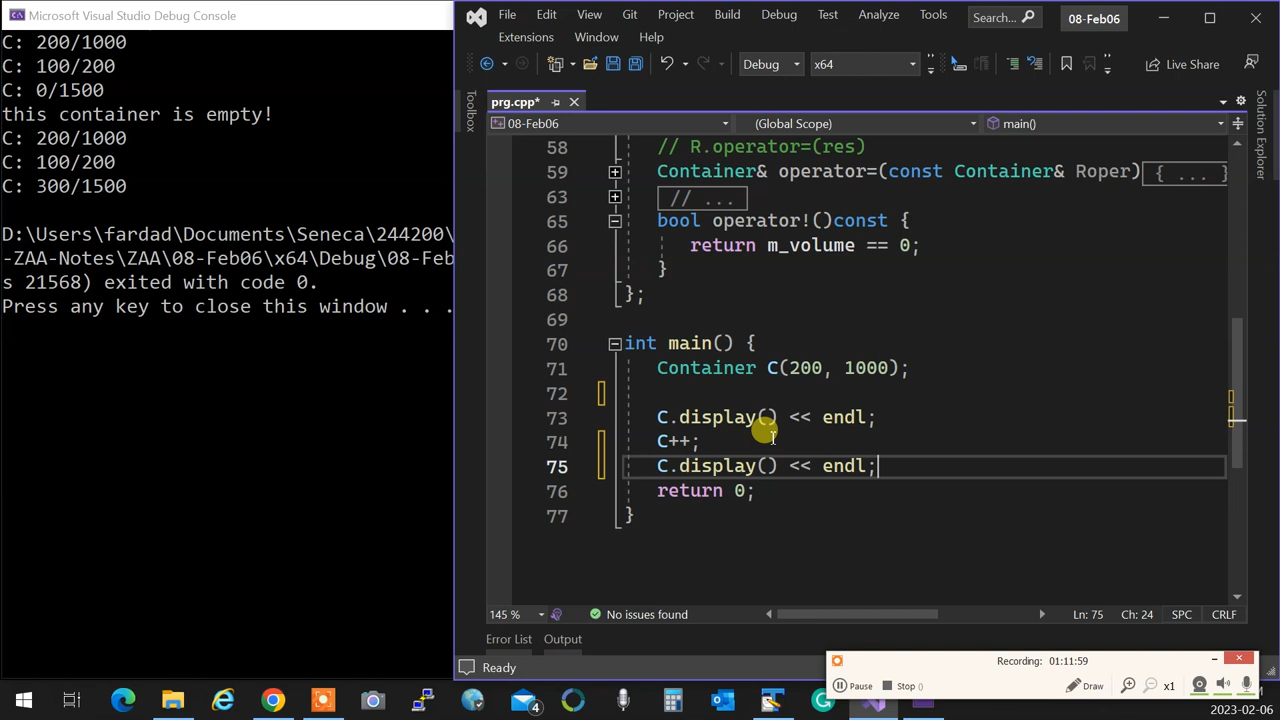 Microsoft Visual Studio Debug Console
C: 200/1000
C: 100/200
C: 0/1500
this container is empty!
C: 200/1000
C: 100/200
C: 300/1500
D:\Users\fardad\Documents\Seneca\244200\
-ZAA-Notes\ZAA\08-Feb06\x64\Debug\08-Feb
s 21568) exited with code 0.
Press any key to close this window . . .
File Edit View Git Project Build Debug Test Analyze Tools Search... 08-Feb06
Extensions Window Help
Debug x64 Live Share
Toolbox
prg.cpp*
08-Feb06 (Global Scope) main()
58 // R.operator=(res)
59 Container& operator=(const Container& Roper) { ... }
63 // ...
65 bool operator!()const {
66 return m_volume == 0;
67 }
68 };
69
70 int main() {
71 Container C(200, 1000);
72
73 C.display() << endl;
74 C++;
75 C.display() << endl;
76 return 0;
77 }
Solution Explorer
145 % No issues found Ln: 75 Ch: 24 SPC CRLF
Error List Output
Ready
Recording: 01:11:59
Pause Stop () Draw x1
4
2023-02-06